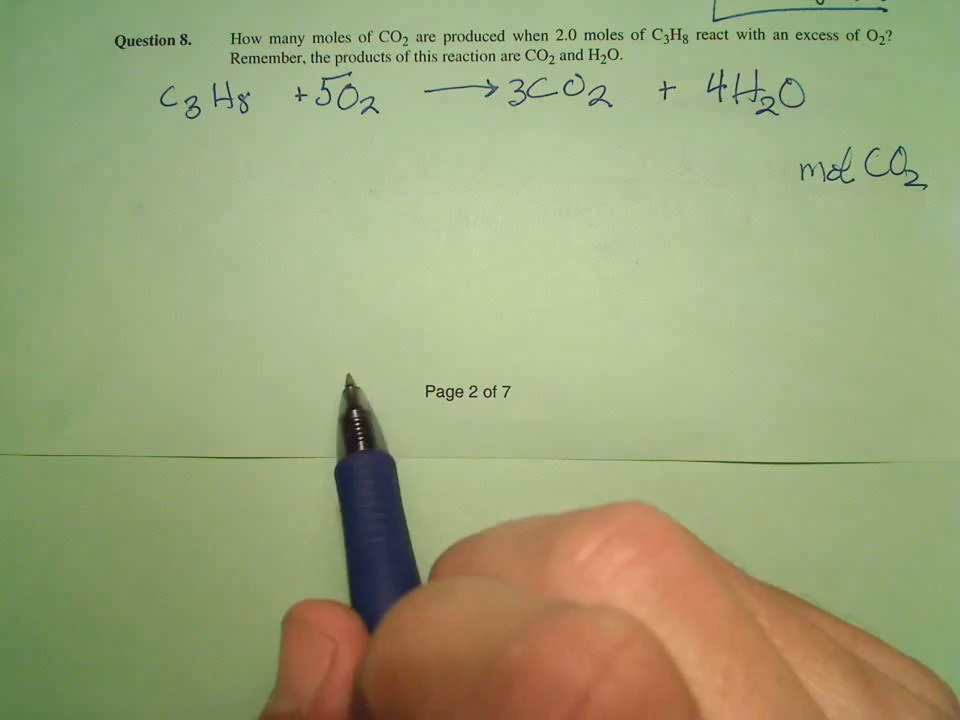 Question 8. How many moles of CO₂ are produced when 2.0 moles of C₃H₈ react with an excess of O₂?
Remember, the products of this reaction are CO₂ and H₂O.
C₃H₈ + 5O₂ → 3CO₂ + 4H₂O
mol CO₂
Page 2 of 7